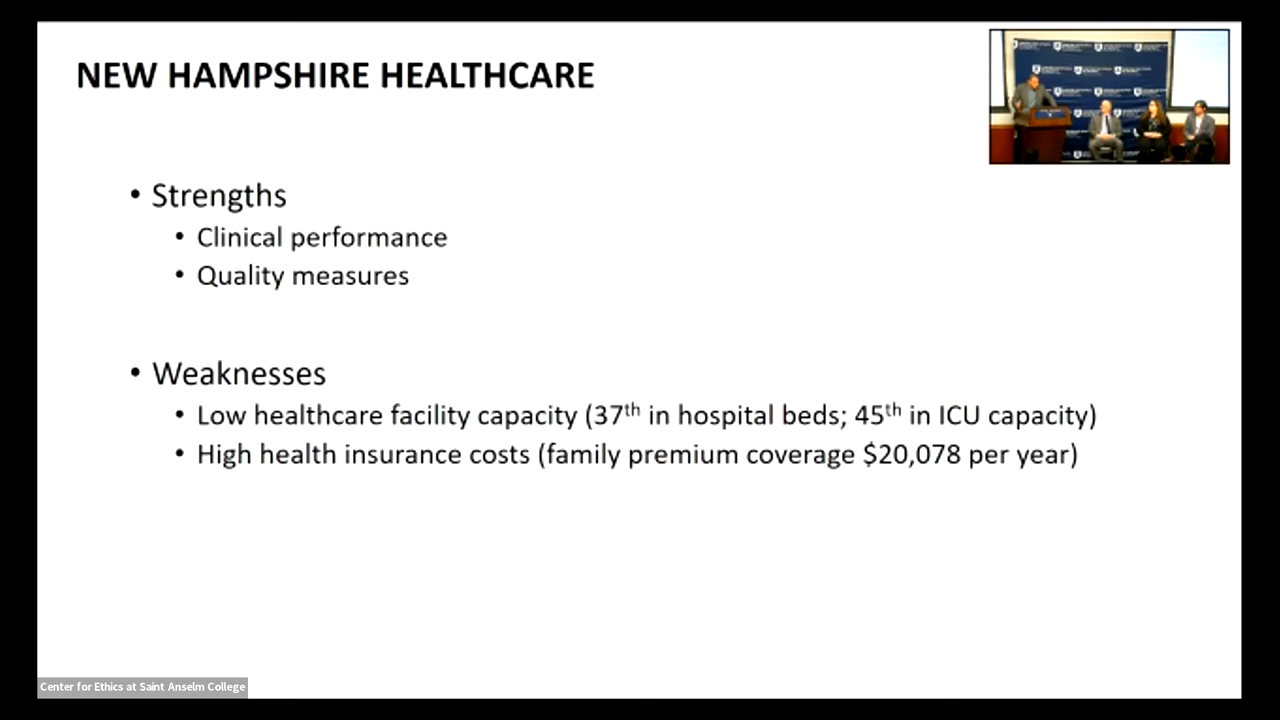 NEW HAMPSHIRE HEALTHCARE
• Strengths
• Clinical performance
• Quality measures
• Weaknesses
• Low healthcare facility capacity (37th in hospital beds; 45th in ICU capacity)
• High health insurance costs (family premium coverage $20,078 per year)
Center for Ethics at Saint Anselm College